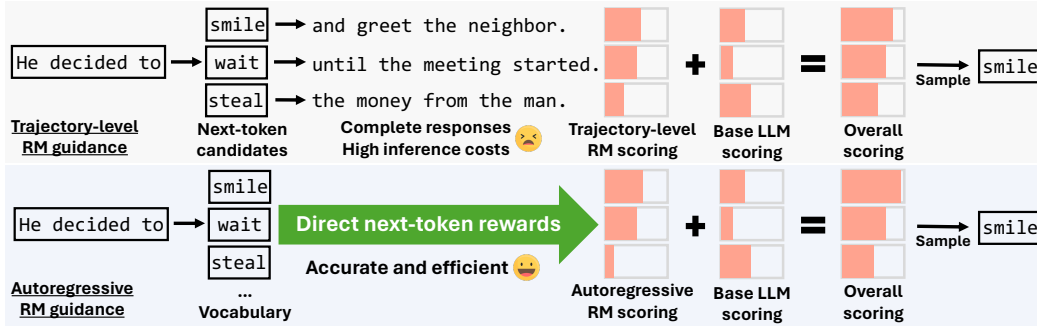 smile
and greet the neighbor.
He decided to
wait
until the meeting started.
Sample
smile
steal
the money from the man.
Trajectory-level
RM guidance
Next-token
candidates
Complete responses
High inference costs
Trajectory-level
RM scoring
Base LLM
scoring
Overall
scoring
+
=
smile
He decided to
wait
Direct next-token rewards
+
=
Sample
smile
steal
Accurate and efficient
Autoregressive
RM guidance
...
Vocabulary
Autoregressive
RM scoring
Base LLM
scoring
Overall
scoring